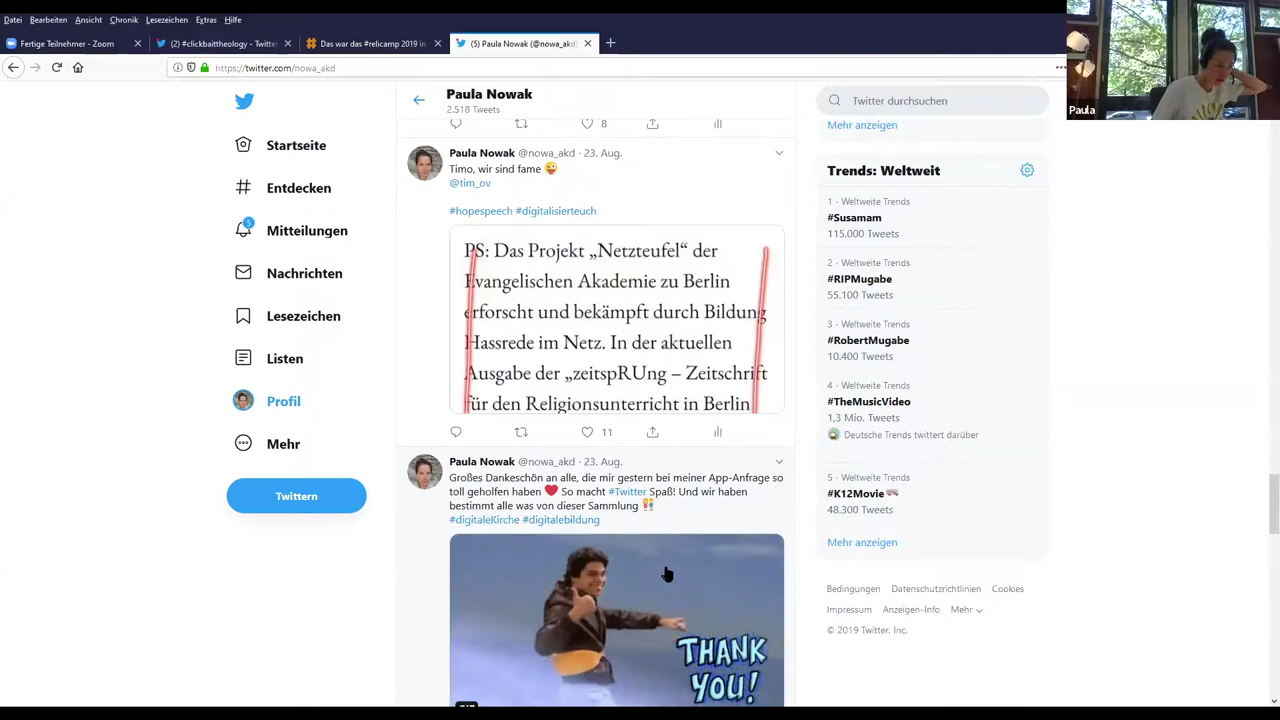 Datei Bearbeiten Ansicht Chronik Lesezeichen Extras Hilfe
Fertige Teilnehmer - Zoom
(2) #clickbaittheology - Twitte
Das war das #relicamp 2019 in
(5) Paula Nowak (@nowa_akd)
https://twitter.com/nowa_akd
Paula
Startseite
Entdecken
5
Mitteilungen
Nachrichten
Lesezeichen
Listen
Profil
Mehr
Twittern
Paula Nowak
2.518 Tweets
8
Paula Nowak @nowa_akd · 23. Aug.
Timo, wir sind fame 😜
@tim_ov
#hopespeech #digitalisierteuch
PS: Das Projekt „Netzteufel“ der
Evangelischen Akademie zu Berlin
erforscht und bekämpft durch Bildung
Hassrede im Netz. In der aktuellen
Ausgabe der „zeitspRUng – Zeitschrift
für den Religionsunterricht in Berlin
11
Paula Nowak @nowa_akd · 23. Aug.
Großes Dankeschön an alle, die mir gestern bei meiner App-Anfrage so
toll geholfen haben ❤️ So macht #Twitter Spaß! Und wir haben
bestimmt alle was von dieser Sammlung 👫
#digitaleKirche #digitalebildung
THANK
YOU!
GIF
Twitter durchsuchen
Mehr anzeigen
Trends: Weltweit
1 · Weltweite Trends
#Susamam
115.000 Tweets
2 · Weltweite Trends
#RIPMugabe
55.100 Tweets
3 · Weltweite Trends
#RobertMugabe
10.400 Tweets
4 · Weltweite Trends
#TheMusicVideo
1,3 Mio. Tweets
Deutsche Trends twittert darüber
5 · Weltweite Trends
#K12Movie
48.300 Tweets
Mehr anzeigen
Bedingungen Datenschutzrichtlinien Cookies
Impressum Anzeigen-Info Mehr
© 2019 Twitter, Inc.